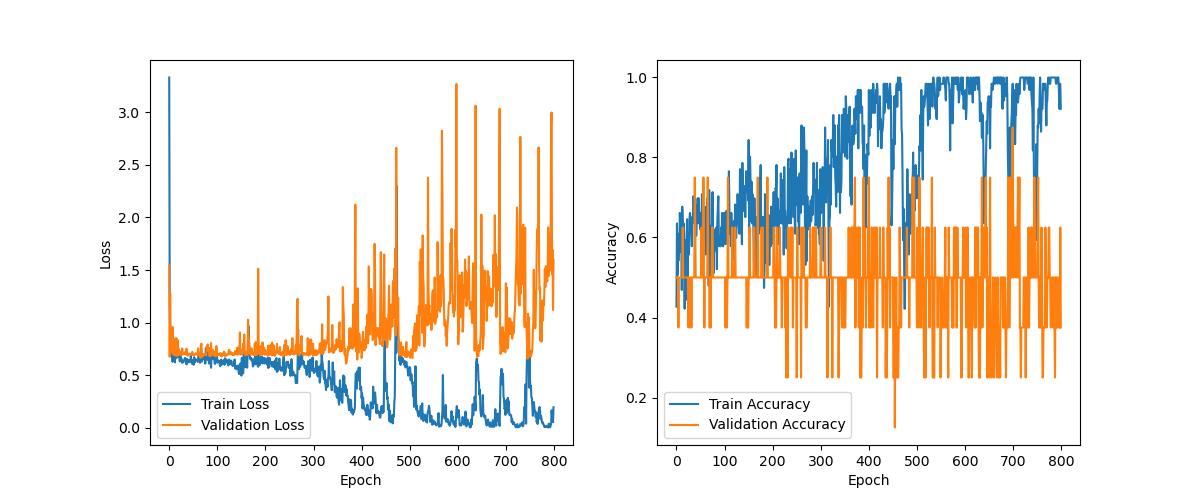 3.0
2.5
2.0
1.5
1.0
0.5
0.0
Loss
Train Loss
Validation Loss
0 100 200 300 400 500 600 700 800
Epoch
1.0
0.8
0.6
0.4
0.2
Accuracy
Train Accuracy
Validation Accuracy
0 100 200 300 400 500 600 700 800
Epoch